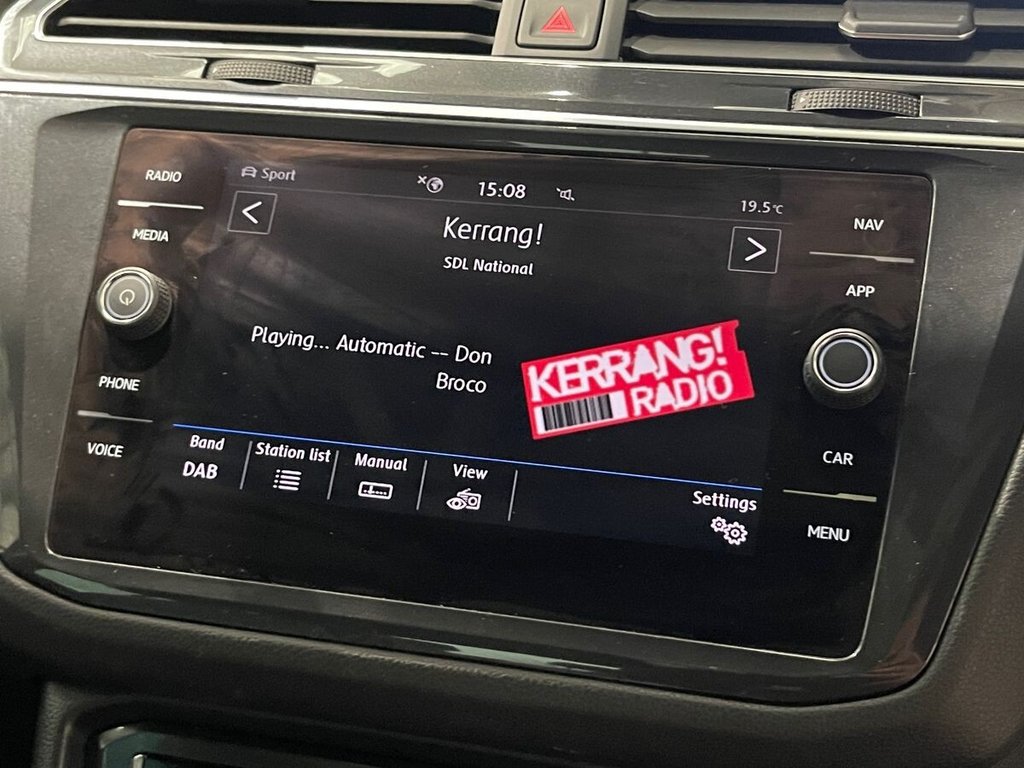 RADIO
MEDIA
PHONE
VOICE
Sport
15:08
19.5°C
Kerrang!
SDL National
Playing... Automatic -- Don
Broco
KERRANG!
RADIO
Band
DAB
Station list
Manual
View
Settings
NAV
APP
CAR
MENU